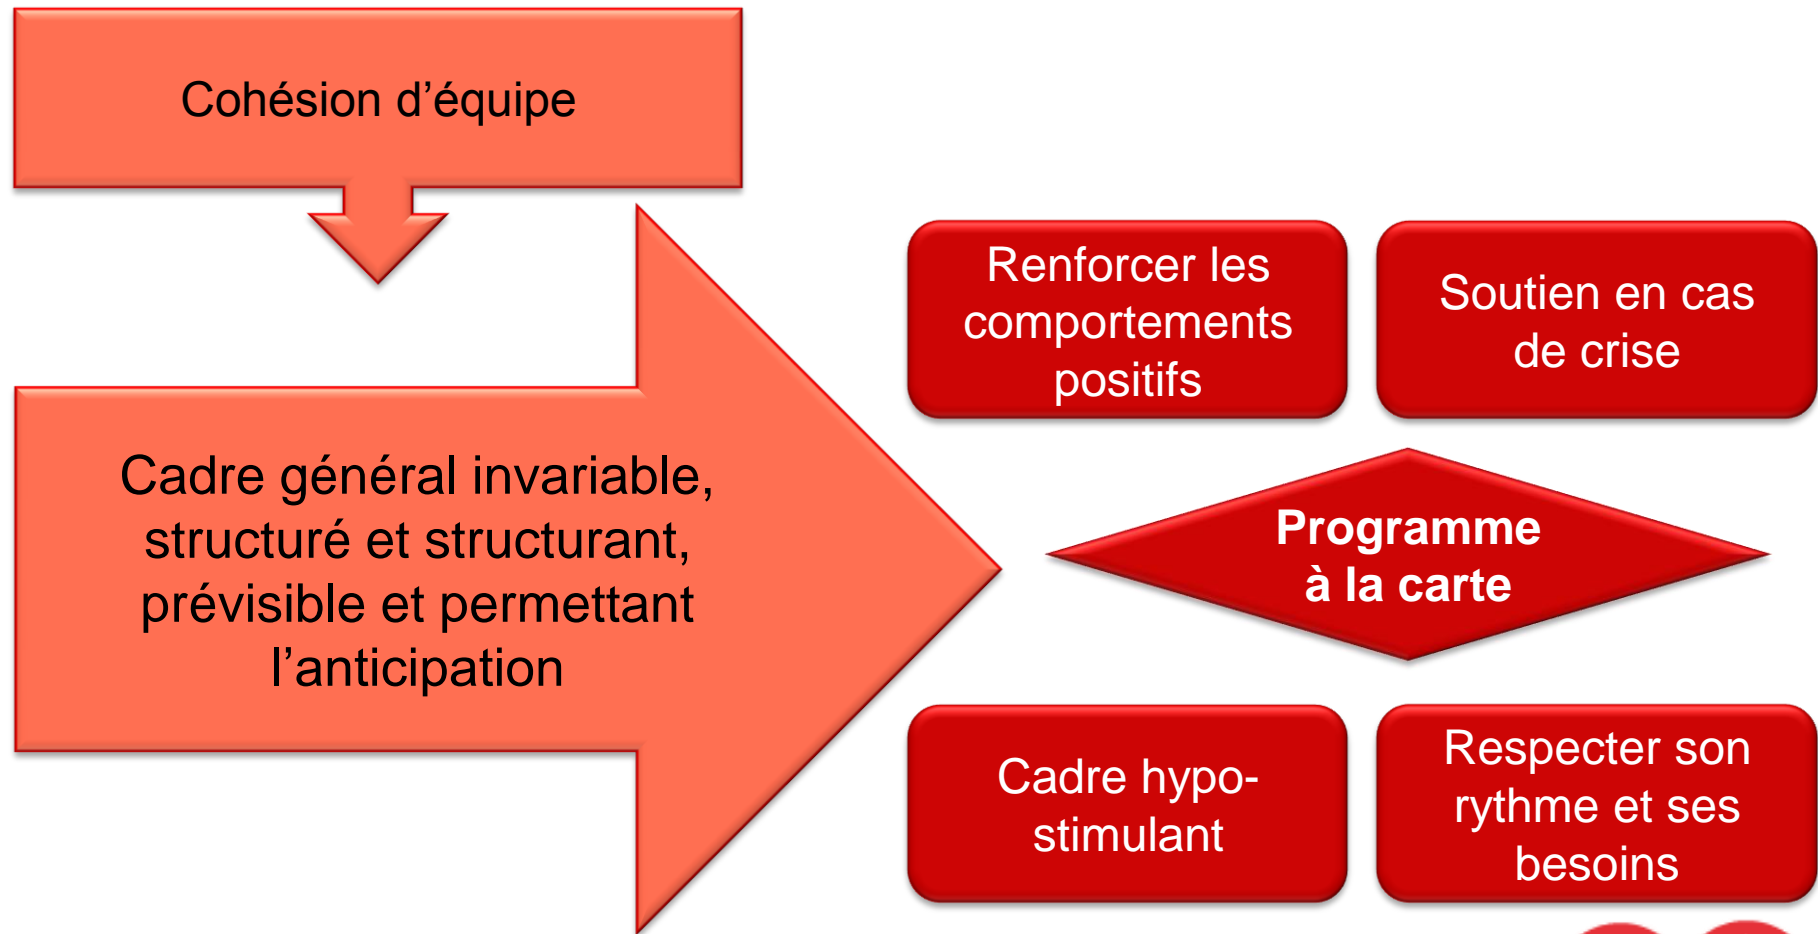 Cohésion d’équipe
Cadre général invariable,
structuré et structurant,
prévisible et permettant
l’anticipation
Renforcer les
comportements
positifs
Soutien en cas
de crise
Programme
à la carte
Cadre hypo-
stimulant
Respecter son
rythme et ses
besoins